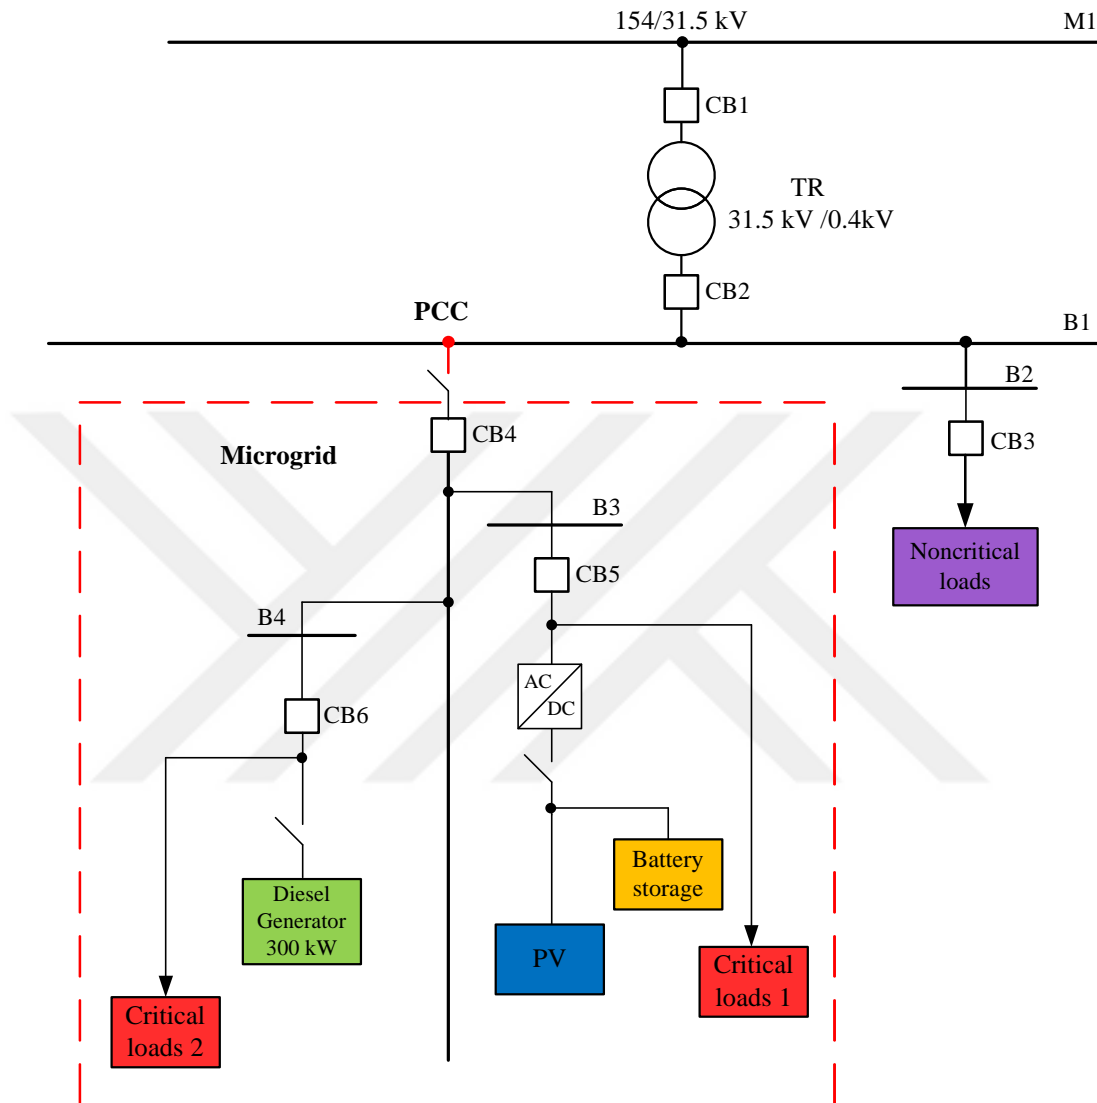 154/31.5 kV
M1
CB1
TR
31.5 kV /0.4kV
CB2
PCC
B1
B2
CB4
CB3
Microgrid
B3
Noncritical
loads
CB5
B4
AC
DC
CB6
Battery
storage
Diesel
Generator
300 kW
PV
Critical
loads 1
Critical
loads 2